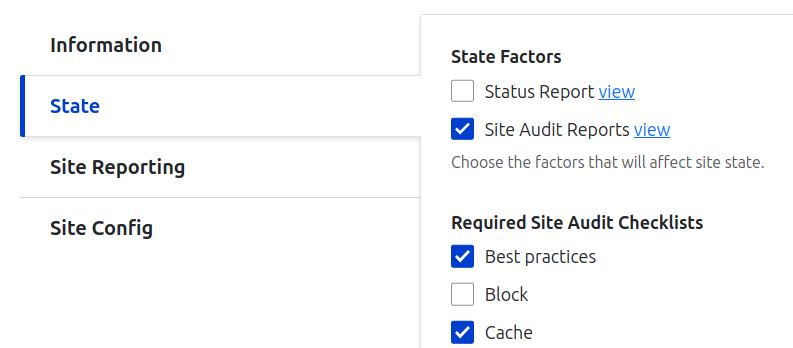 Information
State
Site Reporting
Site Config
State Factors
Status Report view
Site Audit Reports view
Choose the factors that will affect site state.
Required Site Audit Checklists
Best practices
Block
Cache